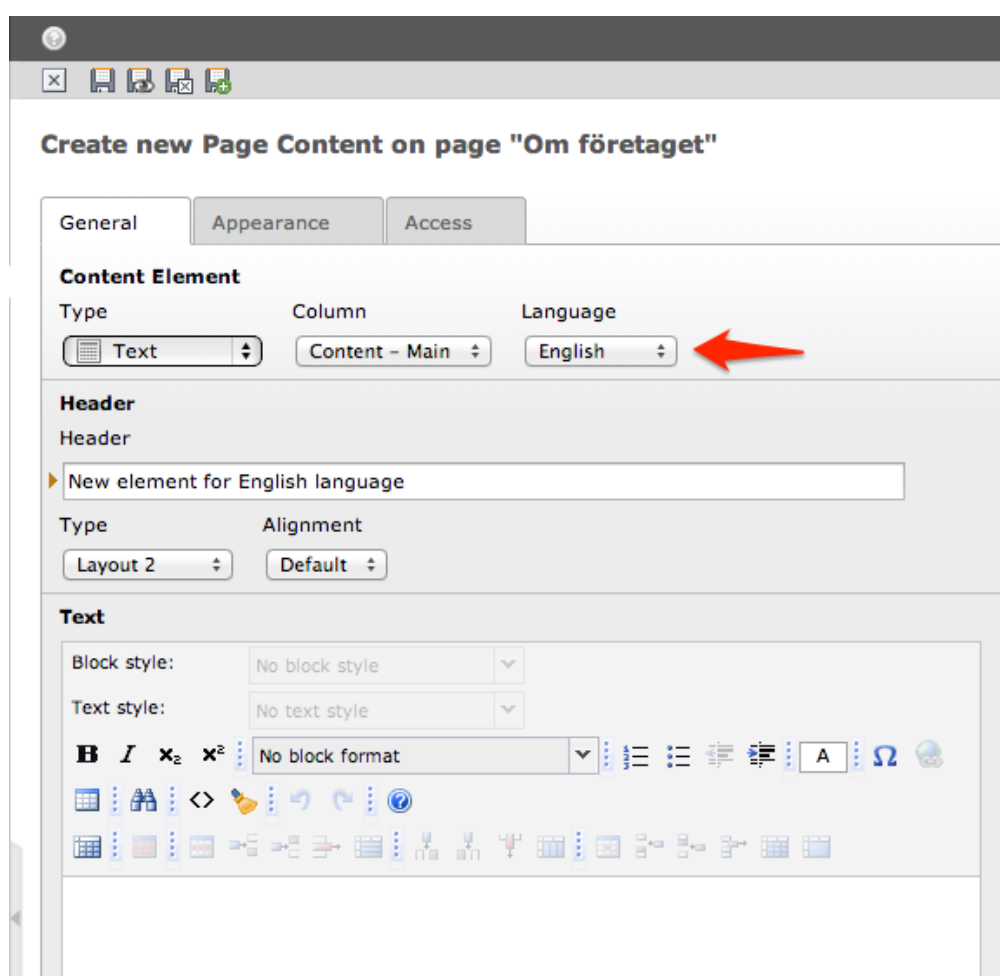 Create new Page Content on page "Om företaget"
General Appearance Access
Content Element
Type Column Language
Text Content – Main English
Header
Header
New element for English language
Type Alignment
Layout 2 Default
Text
Block style: No block style
Text style: No text style
B I x₂ x² No block format A Ω